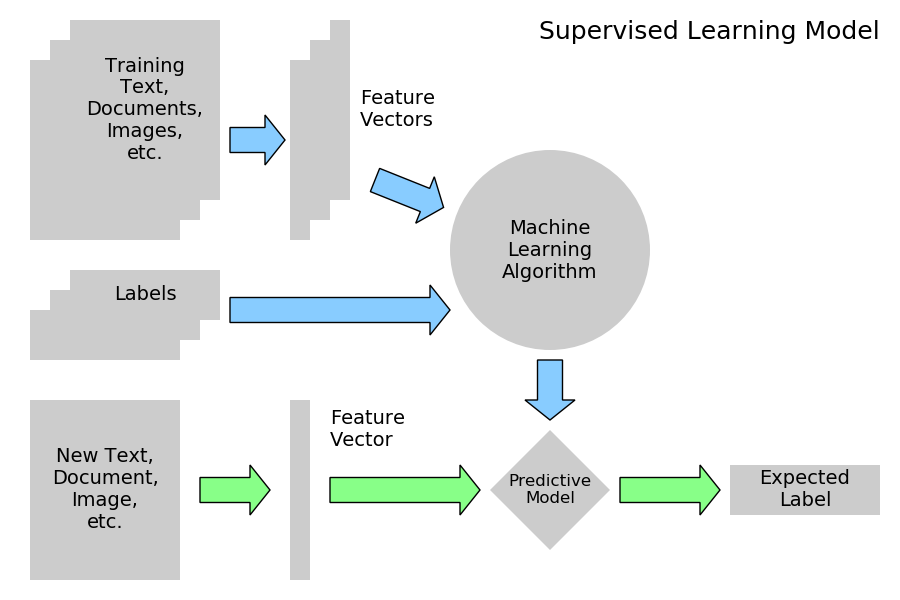 Supervised Learning Model
Training
Text,
Documents,
Images,
etc.
Feature
Vectors
Machine
Learning
Algorithm
Labels
New Text,
Document,
Image,
etc.
Feature
Vector
Predictive
Model
Expected
Label